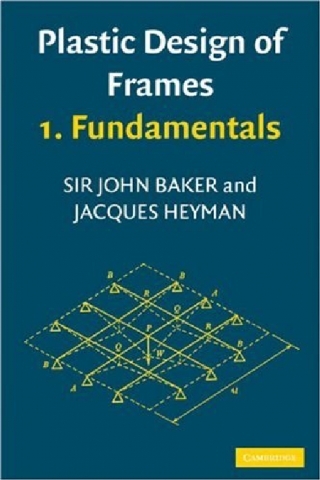 Plastic Design of
Frames
1. Fundamentals
SIR JOHN BAKER and
JACQUES HEYMAN
B
B
R
Q
A
P
R
Q
W
B
B
A
CAMBRIDGE